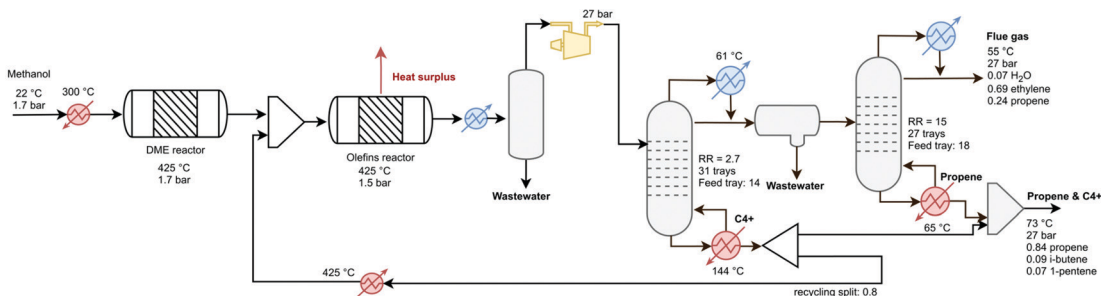 Methanol
22 °C
1.7 bar
300 °C
DME reactor
425 °C
1.7 bar
Heat surplus
Olefins reactor
425 °C
1.5 bar
Wastewater
27 bar
61 °C
RR = 2.7
31 trays
Feed tray: 14
C4+
144 °C
Wastewater
RR = 15
27 trays
Feed tray: 18
Propene
65 °C
Flue gas
55 °C
27 bar
0.07 H₂O
0.69 ethylene
0.24 propene
Propene & C4+
73 °C
27 bar
0.84 propene
0.09 i-butene
0.07 1-pentene
425 °C
recycling split: 0.8